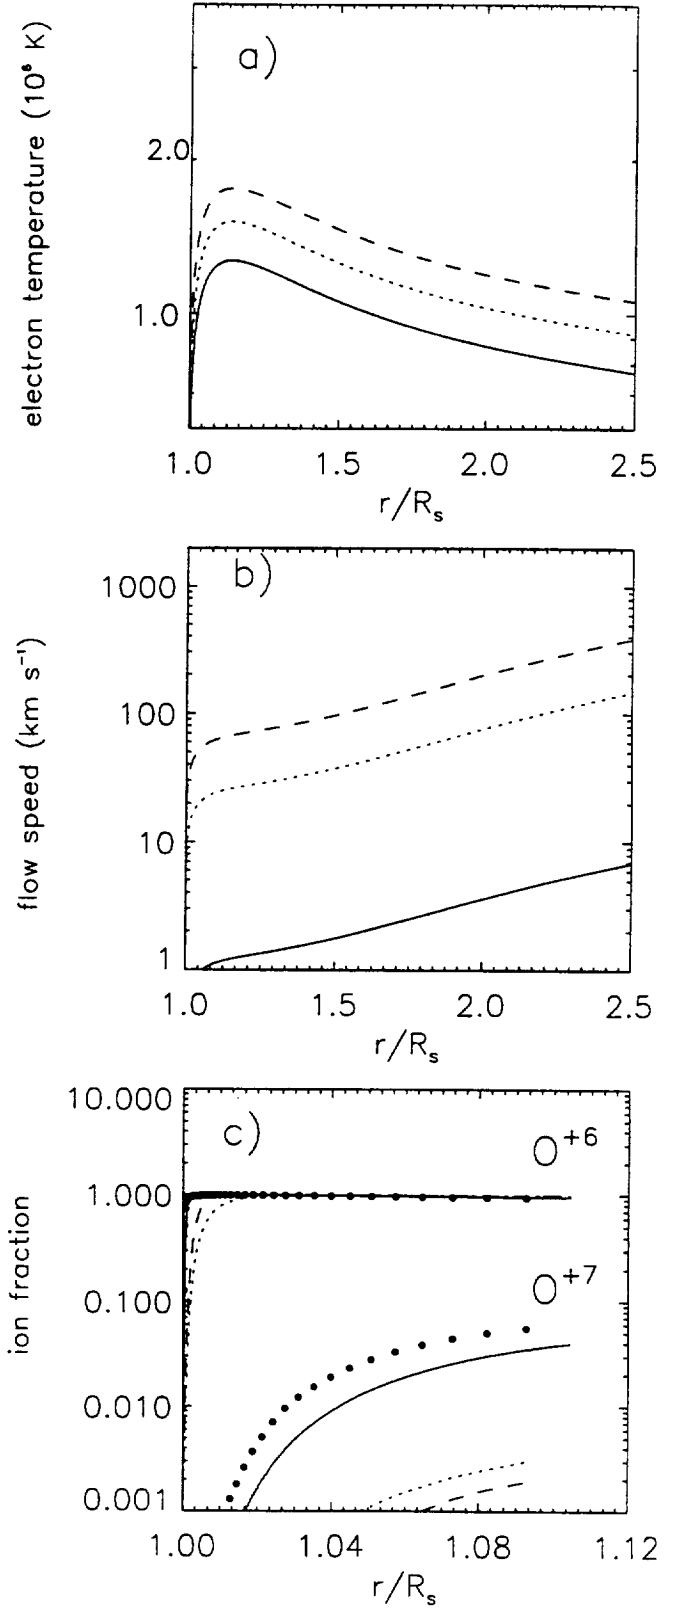 a)
electron temperature (10⁶ K)
2.0
1.0
1.0 1.5 2.0 2.5
r/Rₛ
b)
flow speed (km s⁻¹)
1000
100
10
1
1.0 1.5 2.0 2.5
r/Rₛ
c)
ion fraction
10.000
O⁺⁶
1.000
O⁺⁷
0.100
0.010
0.001
1.00 1.04 1.08 1.12
r/Rₛ